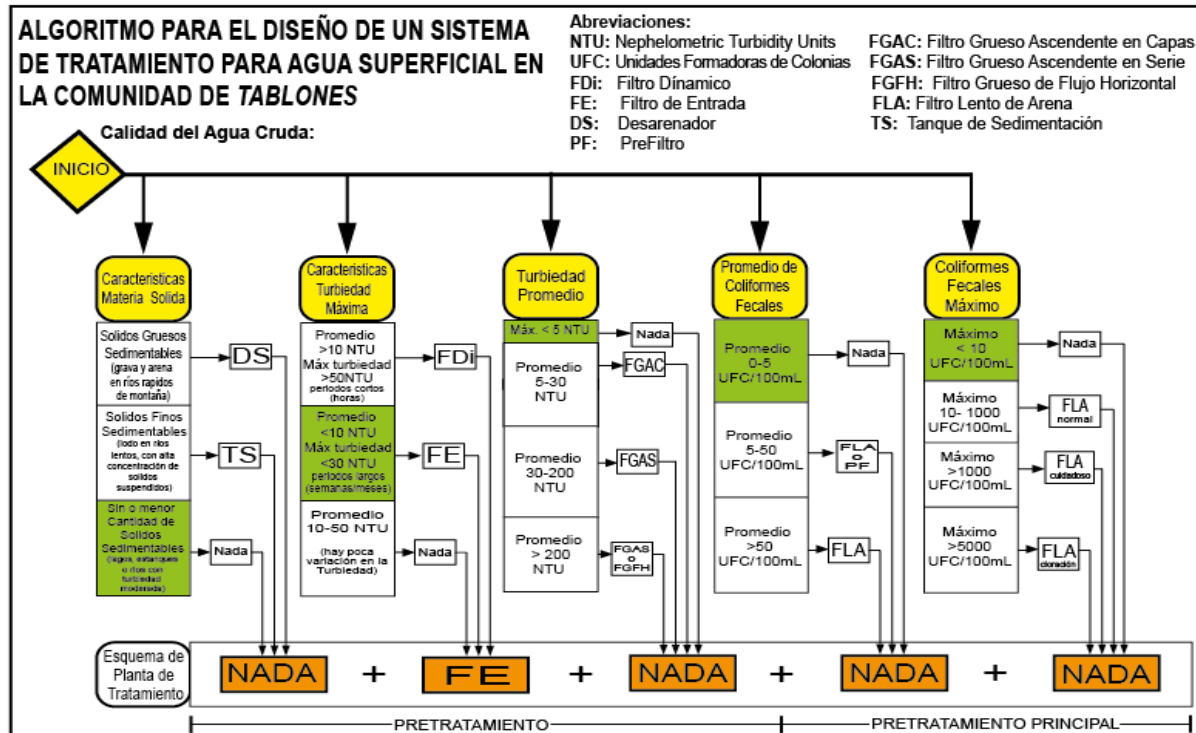 ALGORITMO PARA EL DISEÑO DE UN SISTEMA
DE TRATAMIENTO PARA AGUA SUPERFICIAL EN
LA COMUNIDAD DE TABLONES
Abreviaciones:
NTU: Nephelometric Turbidity Units
UFC: Unidades Formadoras de Colonias
FDi: Filtro Dínamico
FE: Filtro de Entrada
DS: Desarenador
PF: PreFiltro
FGAC: Filtro Grueso Ascendente en Capas
FGAS: Filtro Grueso Ascendente en Serie
FGFH: Filtro Grueso de Flujo Horizontal
FLA: Filtro Lento de Arena
TS: Tanque de Sedimentación
Calidad del Agua Cruda:
INICIO
Caracteristicas
Materia Solida
Solidos Gruesos
Sedimentables
(grava y arena
en ríos rapidos
de montaña)
DS
Solidos Finos
Sedimentables
(lodo en ríos
lentos, con alta
concentración de
solidos
suspendidos)
TS
Sin o menor
Cantidad de
Solidos
Sedimentables
(lagos, estanques
o ríos con
turbiedad
moderada)
Nada
Caracteristicas
Turbiedad
Máxima
Promedio
>10 NTU
Máx turbiedad
>50NTU
periodos cortos
(horas)
FDi
Promedio
<10 NTU
Máx turbiedad
<30 NTU
periodos largos
(semanas/meses)
FE
Promedio
10-50 NTU
(hay poca
variación en la
Turbiedad)
Nada
Turbiedad
Promedio
Máx. < 5 NTU
Nada
Promedio
5-30
NTU
FGAC
Promedio
30-200
NTU
FGAS
Promedio
> 200
NTU
FGAS
o
FGFH
Promedio de
Coliformes
Fecales
Promedio
0-5
UFC/100mL
Nada
Promedio
5-50
UFC/100mL
FLA
o
PF
Promedio
>50
UFC/100mL
FLA
Coliformes
Fecales
Máximo
Máximo
< 10
UFC/100mL
Nada
Máximo
10- 1000
UFC/100mL
FLA
normal
Máximo
>1000
UFC/100mL
FLA
cuidadoso
Máximo
>5000
UFC/100mL
FLA
cloración
Esquema de
Planta de
Tratamiento
NADA + FE + NADA + NADA + NADA
PRETRATAMIENTO
PRETRATAMIENTO PRINCIPAL